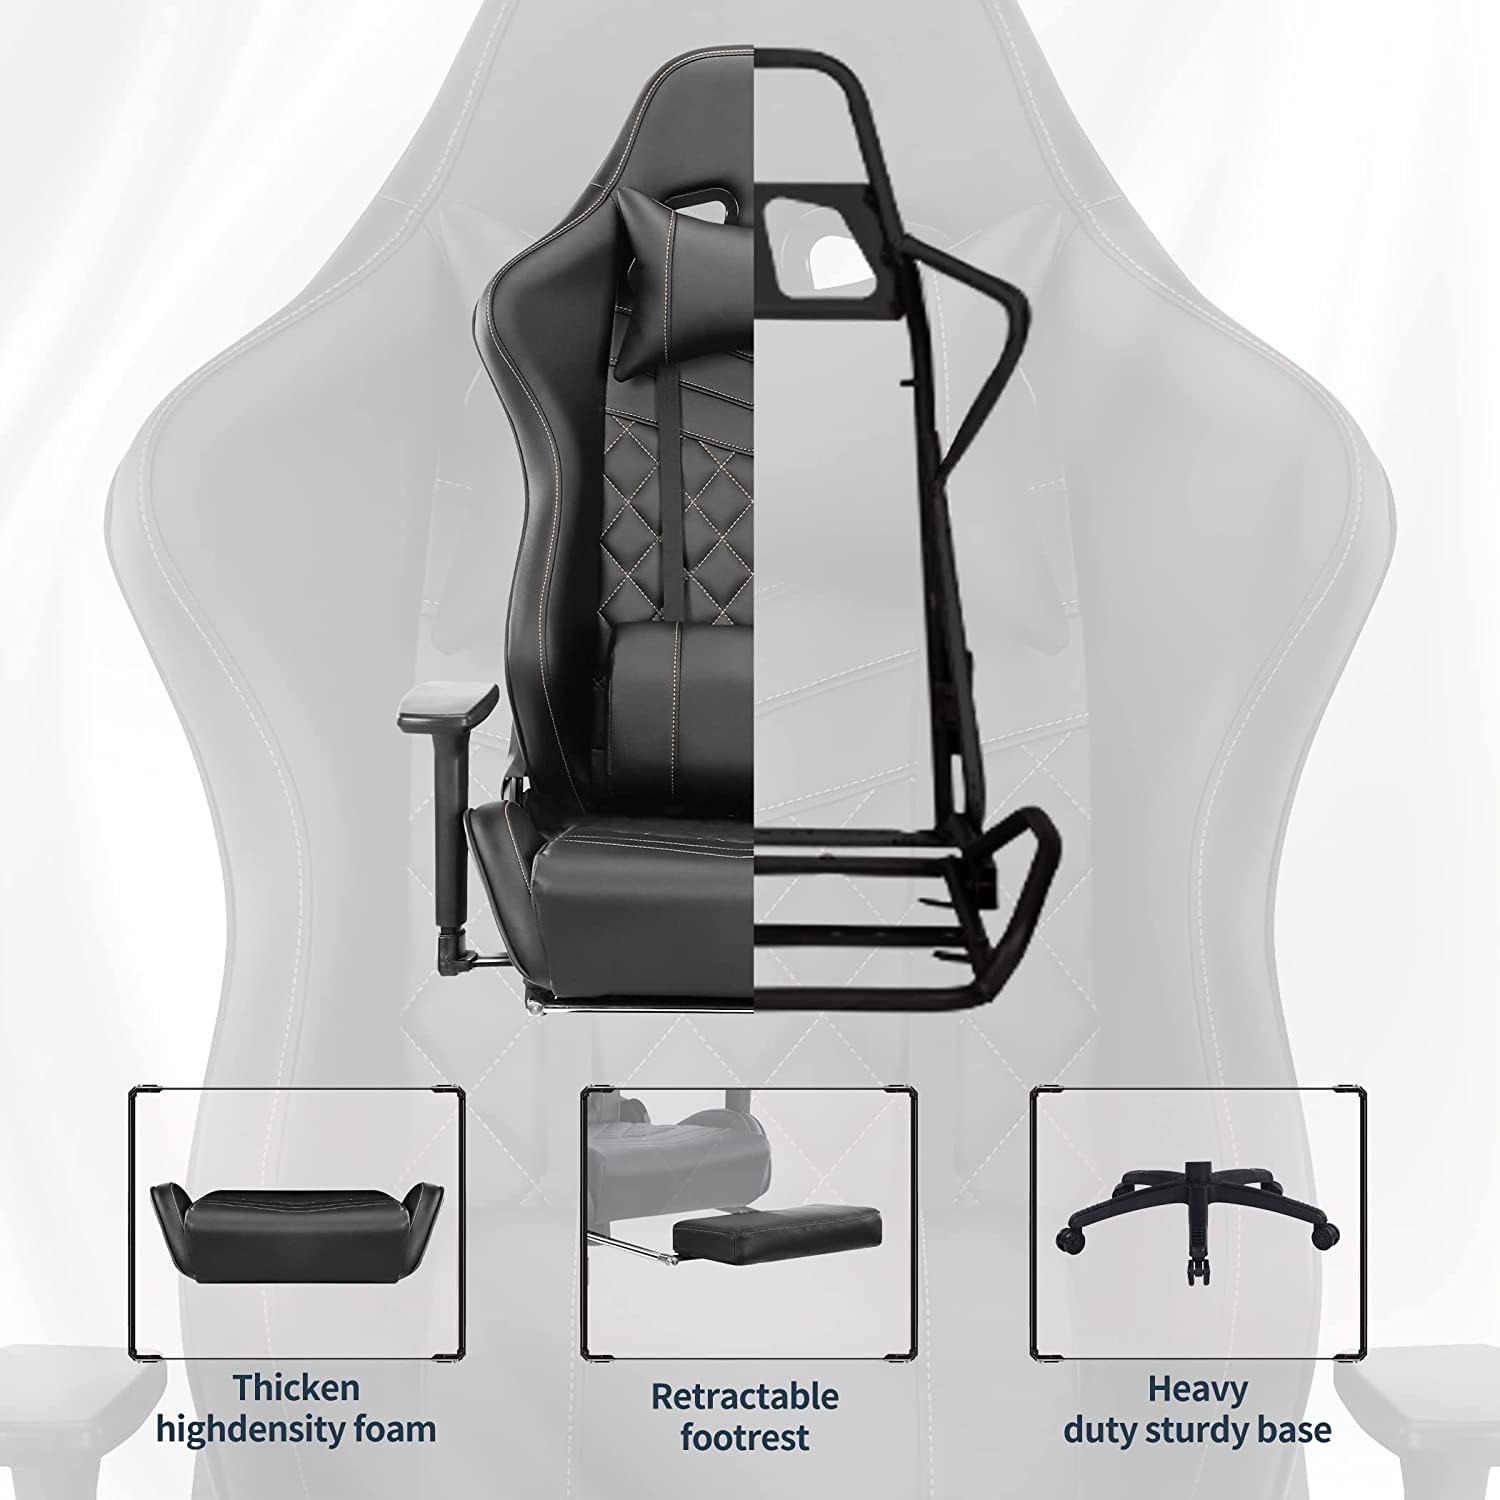 Thicken
highdensity foam
Retractable
footrest
Heavy
duty sturdy base